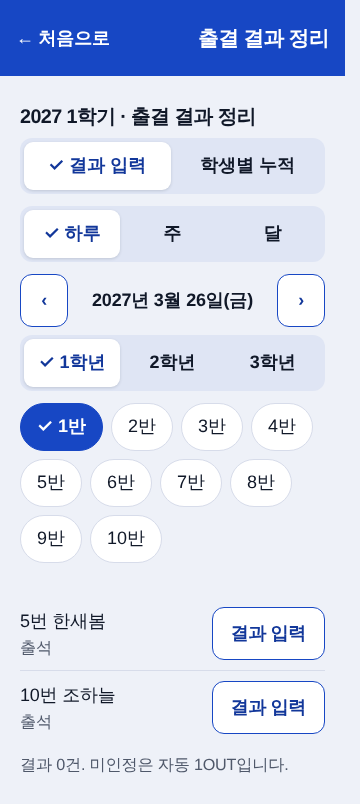 ← 처음으로 출결 결과 정리
2027 1학기 · 출결 결과 정리
✓ 결과 입력 학생별 누적
✓ 하루 주 달
‹ 2027년 3월 26일(금) ›
✓ 1학년 2학년 3학년
✓ 1반 2반 3반 4반
5반 6반 7반 8반
9반 10반
5번 한새봄
출석
결과 입력
10번 조하늘
출석
결과 입력
결과 0건. 미인정은 자동 1OUT입니다.